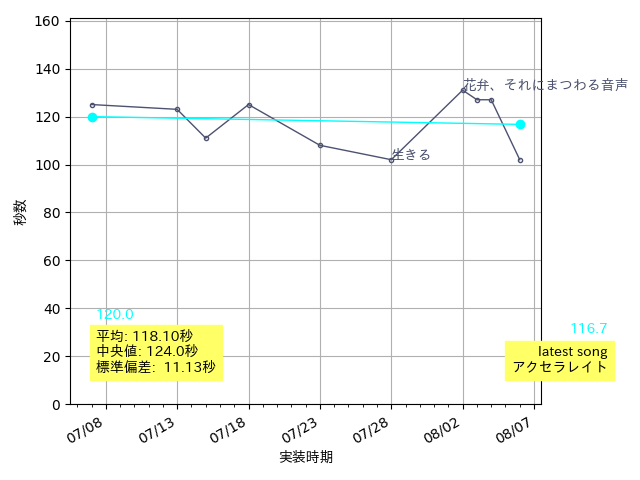 160
140
120
100
80
60
40
20
0
秒数
花弁、それにまつわる音声
生きる
120.0
平均: 118.10秒
中央値: 124.0秒
標準偏差: 11.13秒
116.7
latest song
アクセラレイト
07/08
07/13
07/18
07/23
07/28
08/02
08/07
実装時期